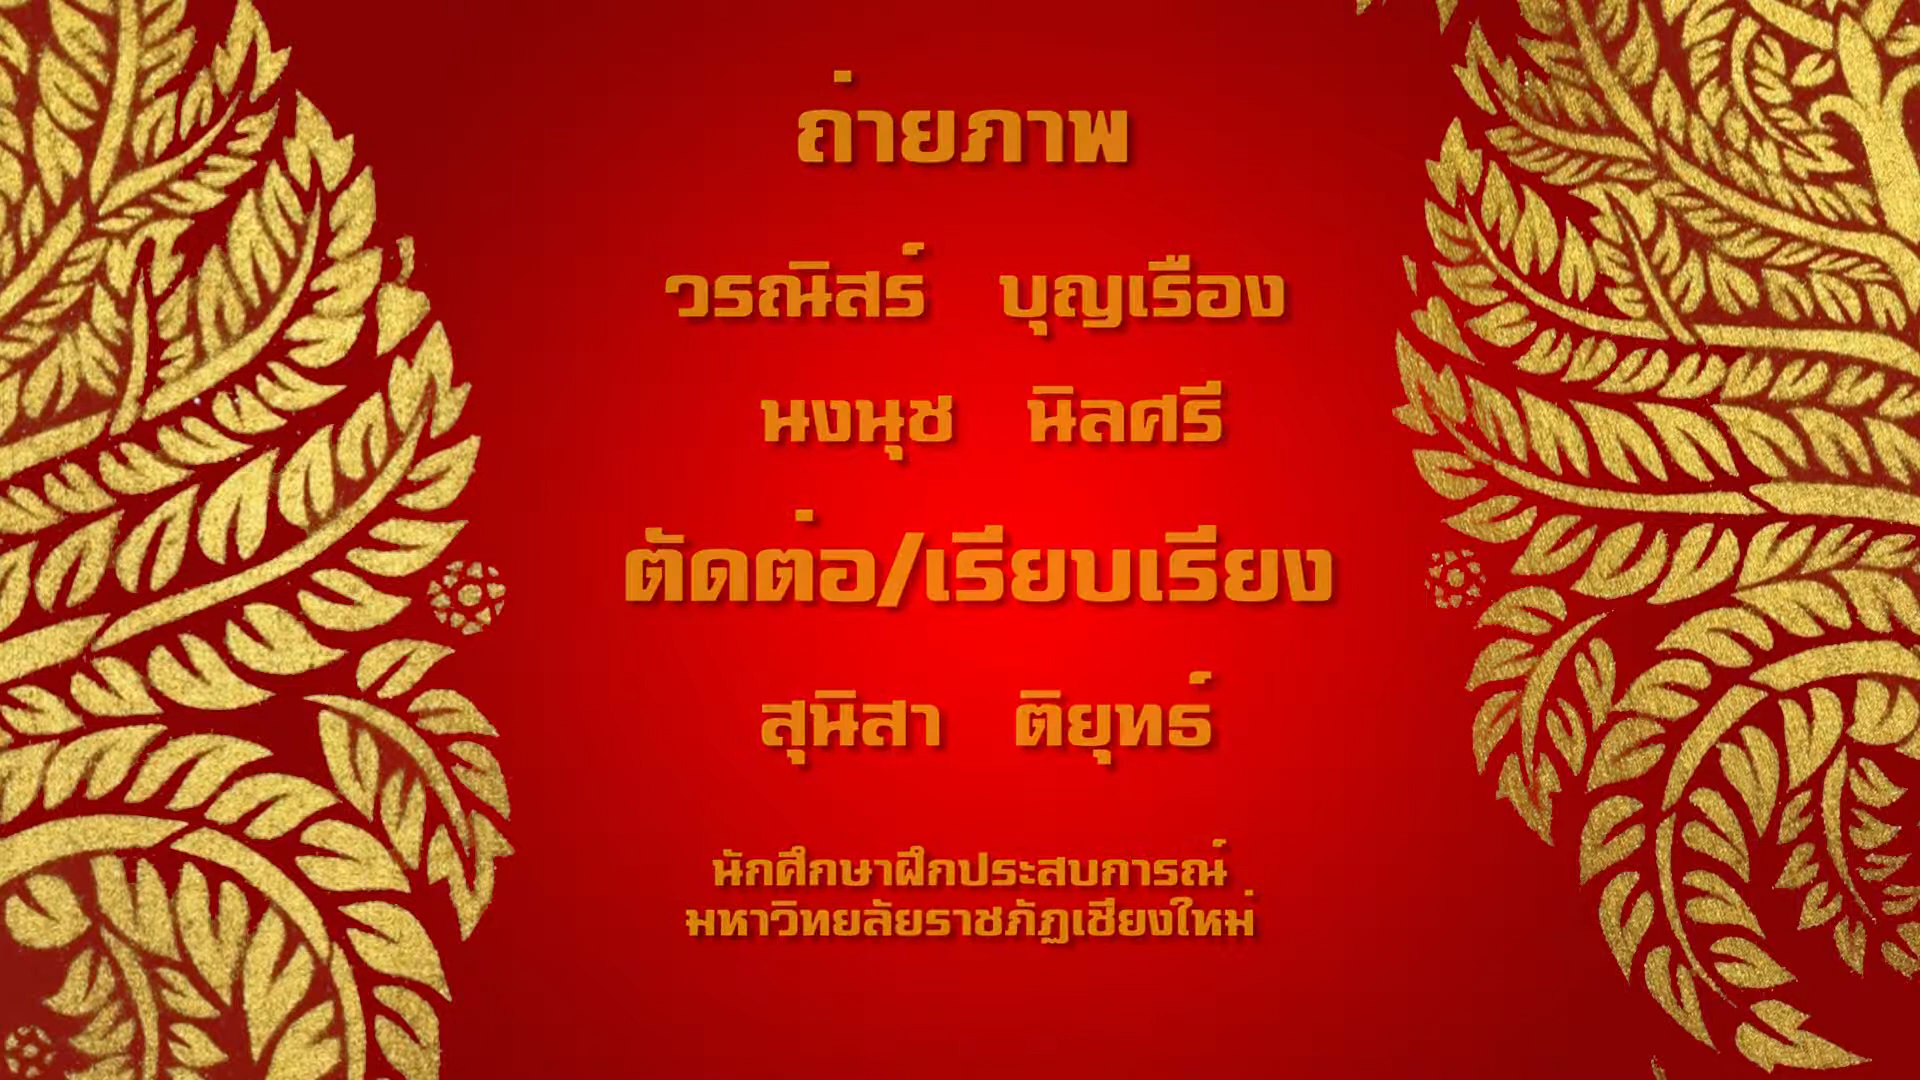 ถ่ายภาพ
วรณิสร์ บุญเรือง
นงนุช นิลศรี
ตัดต่อ/เรียบเรียง
สุนิสา ติยุทธ์
นักศึกษาฝึกประสบการณ์
มหาวิทยลัยราชภัฏเชียงใหม่